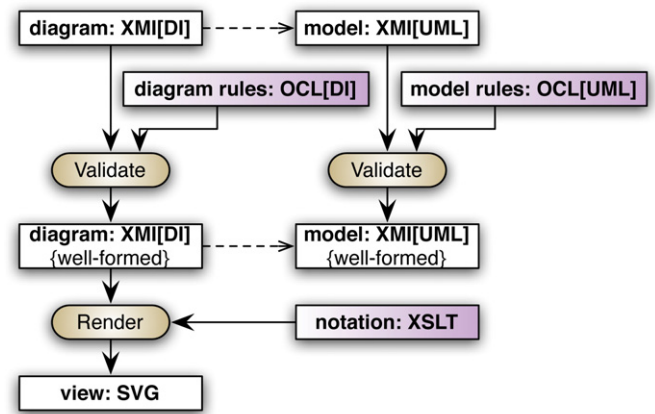 diagram: XMI[DI]
model: XMI[UML]
diagram rules: OCL[DI]
model rules: OCL[UML]
Validate
Validate
diagram: XMI[DI]
{well-formed}
model: XMI[UML]
{well-formed}
Render
notation: XSLT
view: SVG